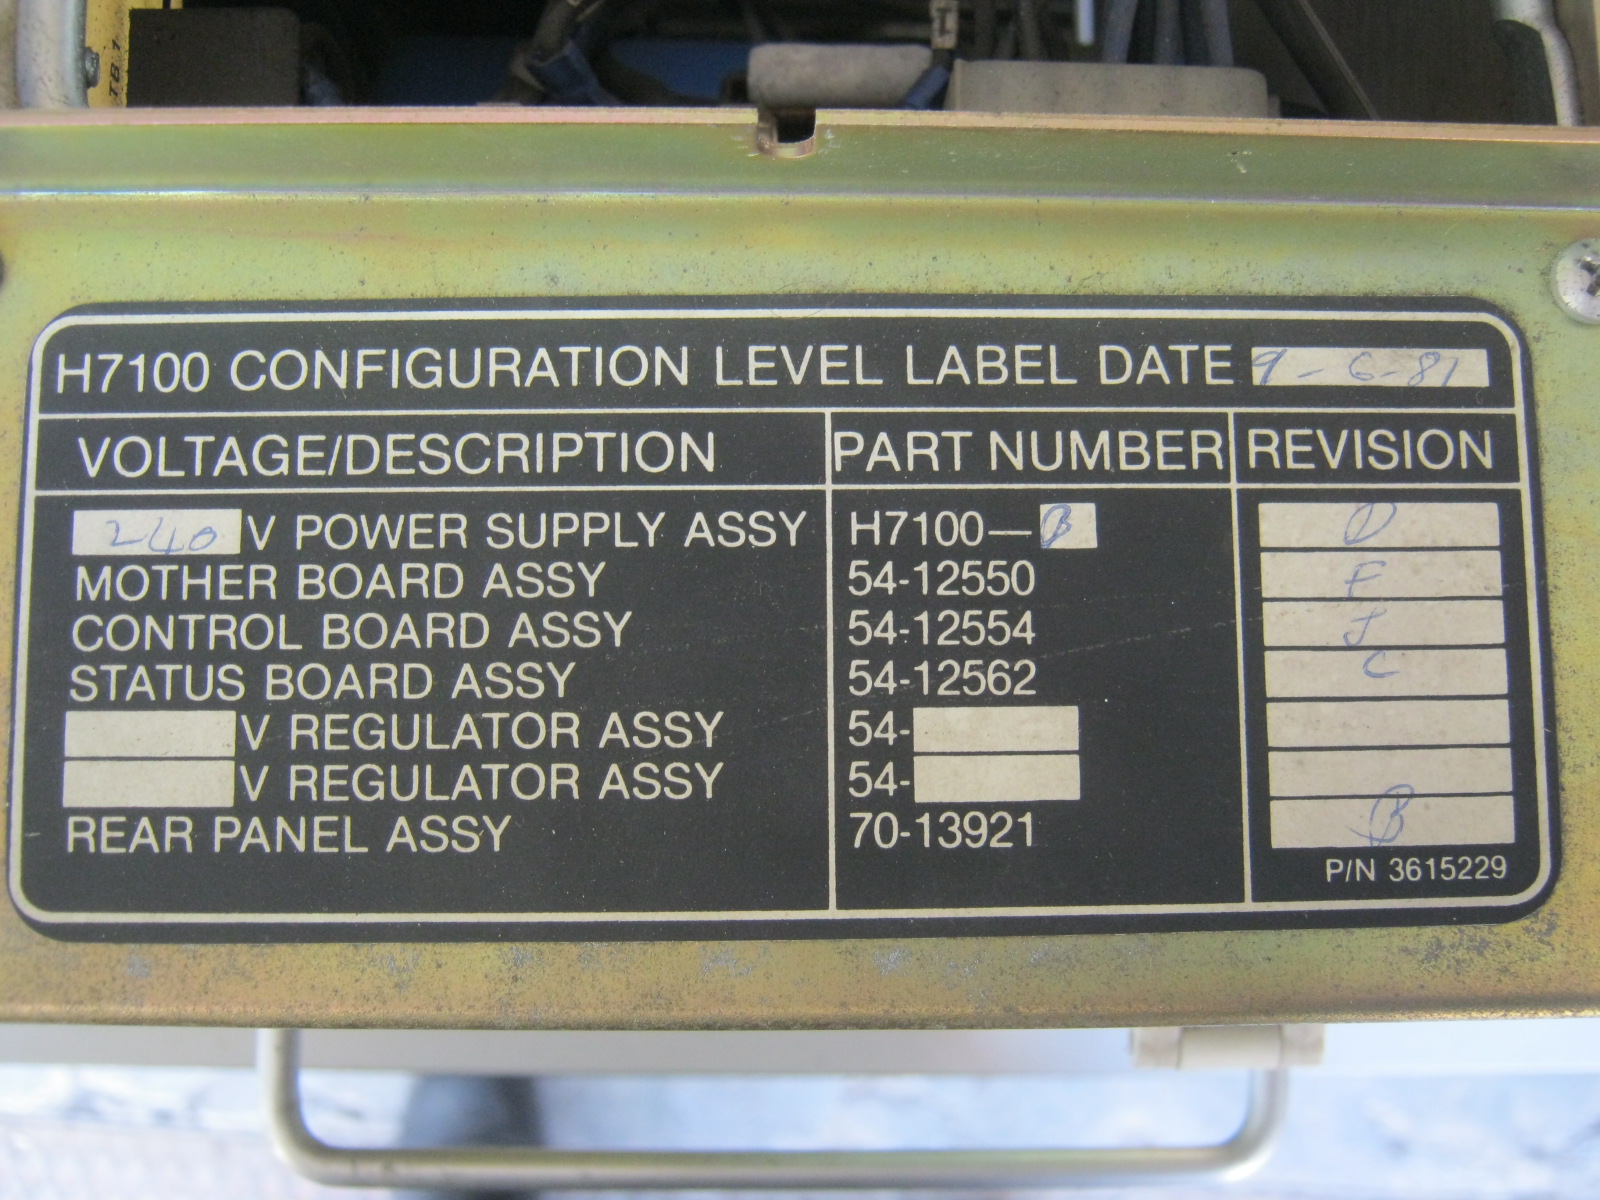 TB 1
H7100 CONFIGURATION LEVEL LABEL DATE 9-6-81
VOLTAGE/DESCRIPTION PART NUMBER REVISION
240 V POWER SUPPLY ASSY H7100—B D
MOTHER BOARD ASSY 54-12550 F
CONTROL BOARD ASSY 54-12554 J
STATUS BOARD ASSY 54-12562 C
V REGULATOR ASSY 54-
V REGULATOR ASSY 54-
REAR PANEL ASSY 70-13921 B
P/N 3615229